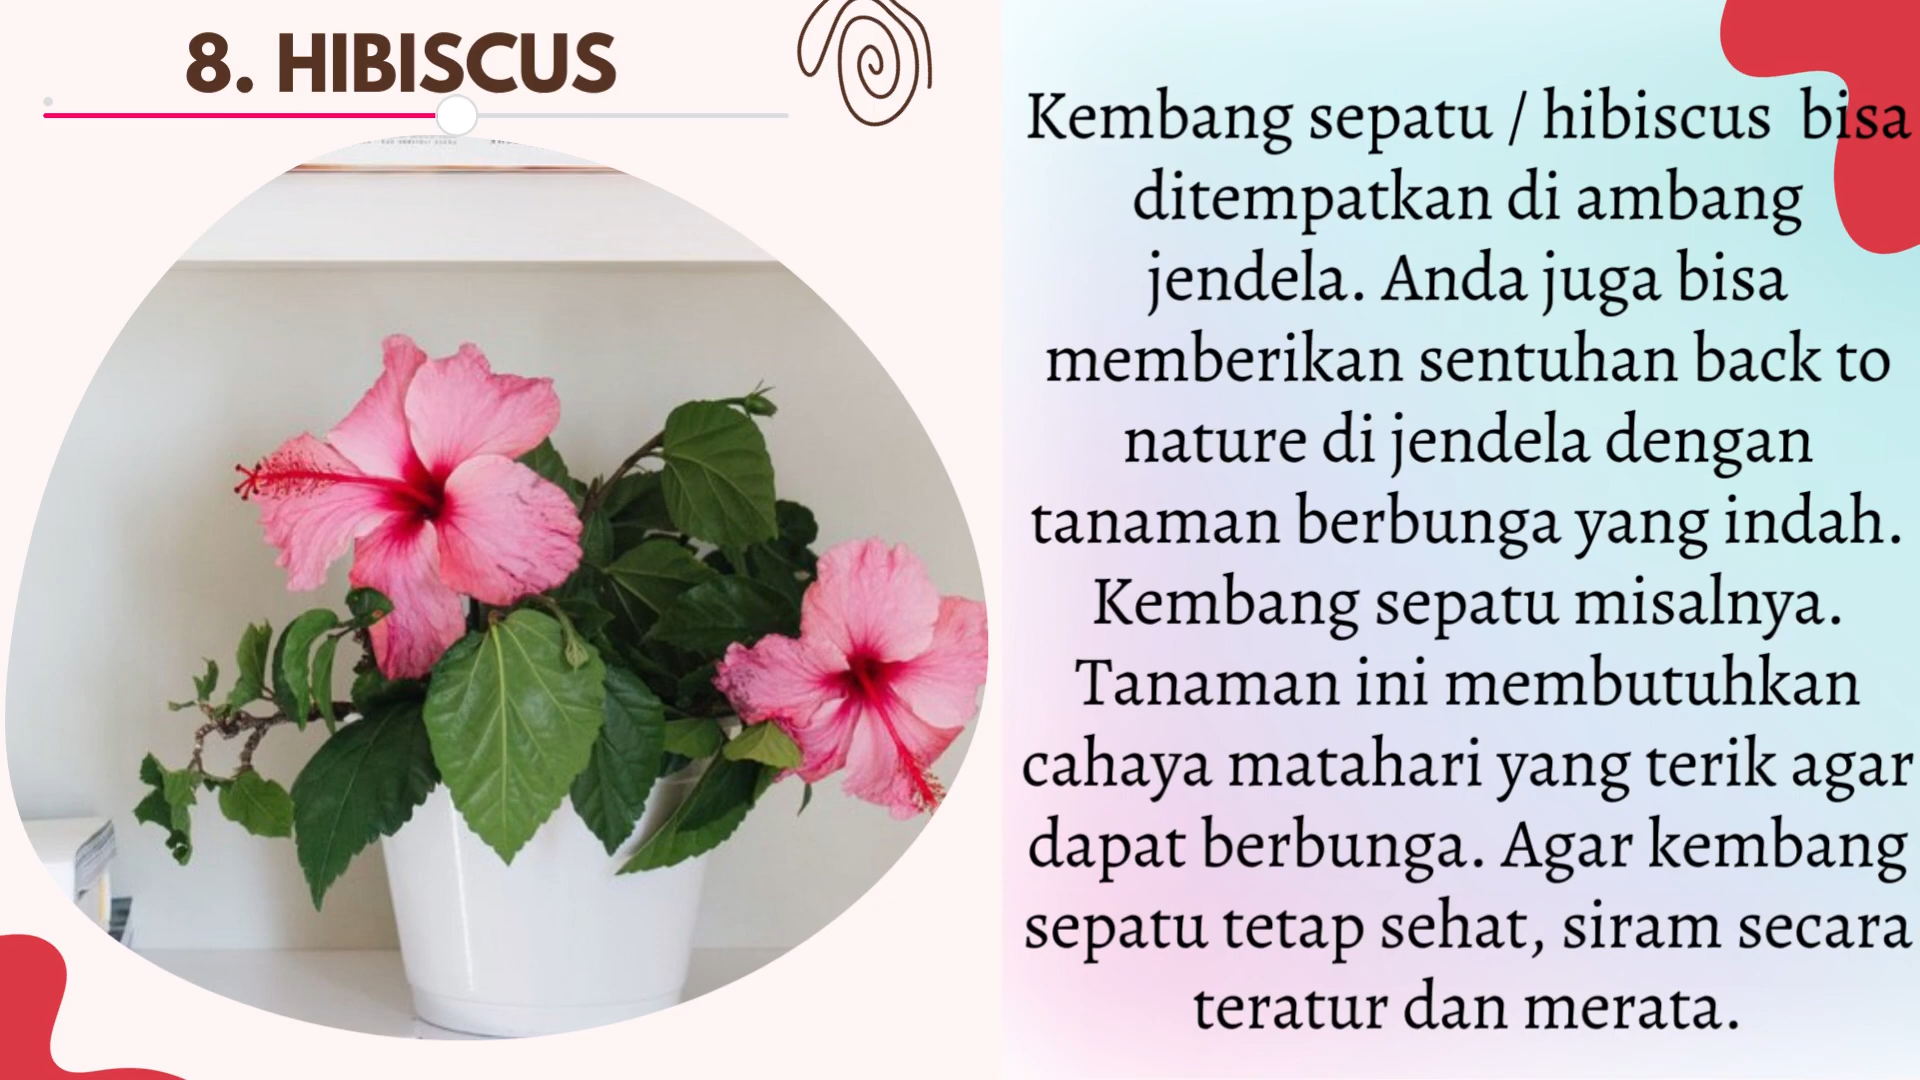 8. HIBISCUS
Kembang sepatu / hibiscus bisa
ditempatkan di ambang
jendela. Anda juga bisa
memberikan sentuhan back to
nature di jendela dengan
tanaman berbunga yang indah.
Kembang sepatu misalnya.
Tanaman ini membutuhkan
cahaya matahari yang terik agar
dapat berbunga. Agar kembang
sepatu tetap sehat, siram secara
teratur dan merata.